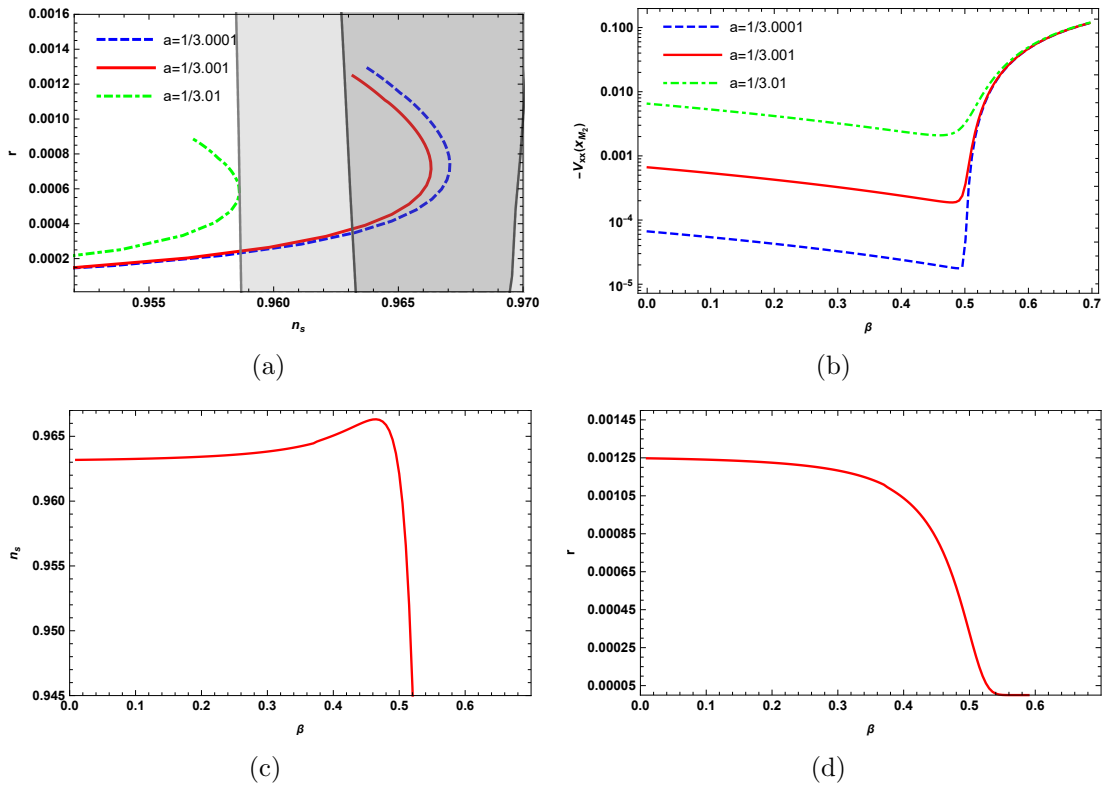 0.0016
0.0014
0.0012
0.0010
0.0008
0.0006
0.0004
0.0002
r
a=1/3.0001
a=1/3.001
a=1/3.01
0.955 0.960 0.965 0.970
n_s
(a)
0.100
0.010
0.001
10^-4
10^-5
-V_xx(x_M_2)
a=1/3.0001
a=1/3.001
a=1/3.01
0.0 0.1 0.2 0.3 0.4 0.5 0.6 0.7
β
(b)
0.965
0.960
0.955
0.950
0.945
n_s
0.0 0.1 0.2 0.3 0.4 0.5 0.6
β
(c)
0.00145
0.00125
0.00105
0.00085
0.00065
0.00045
0.00025
0.00005
r
0.0 0.1 0.2 0.3 0.4 0.5 0.6
β
(d)